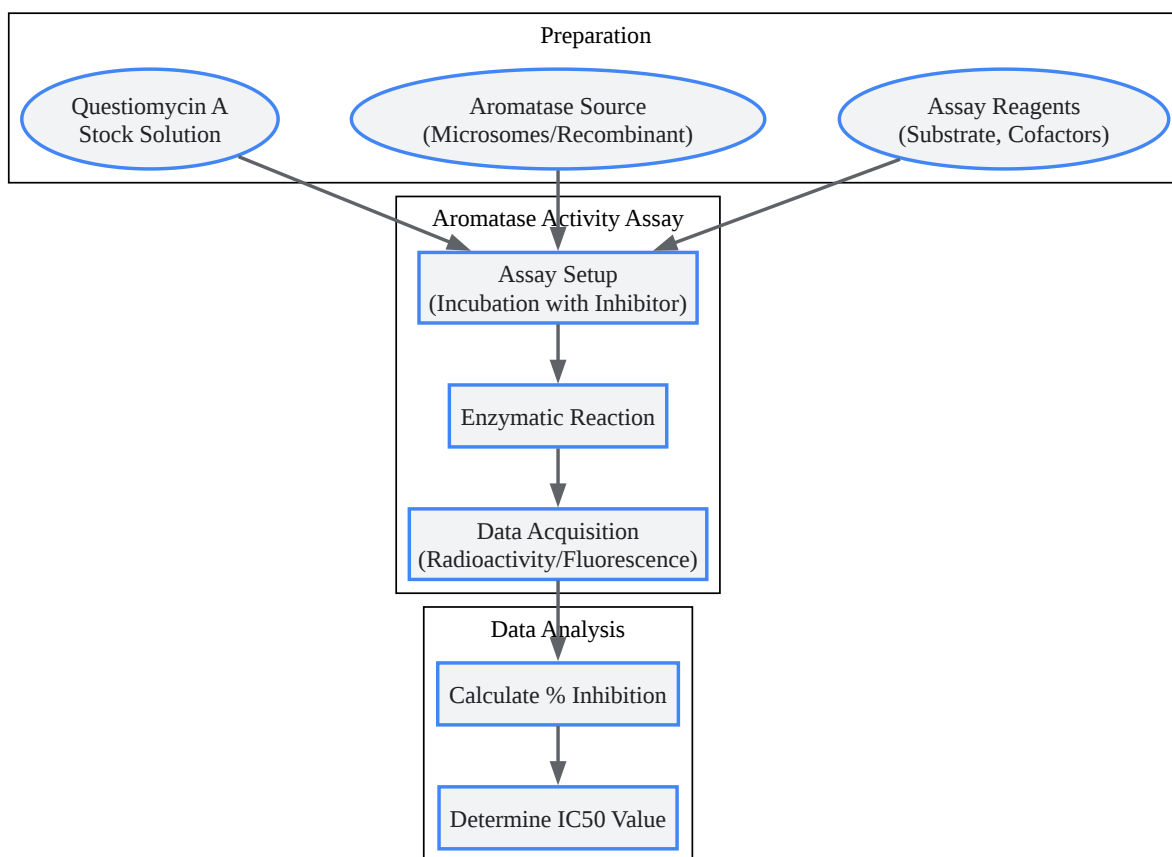 Preparation
Questiomycin A
Stock Solution
Aromatase Source
(Microsomes/Recombinant)
Assay Reagents
(Substrate, Cofactors)
Aromatase Activity Assay
Assay Setup
(Incubation with Inhibitor)
Enzymatic Reaction
Data Acquisition
(Radioactivity/Fluorescence)
Data Analysis
Calculate % Inhibition
Determine IC50 Value